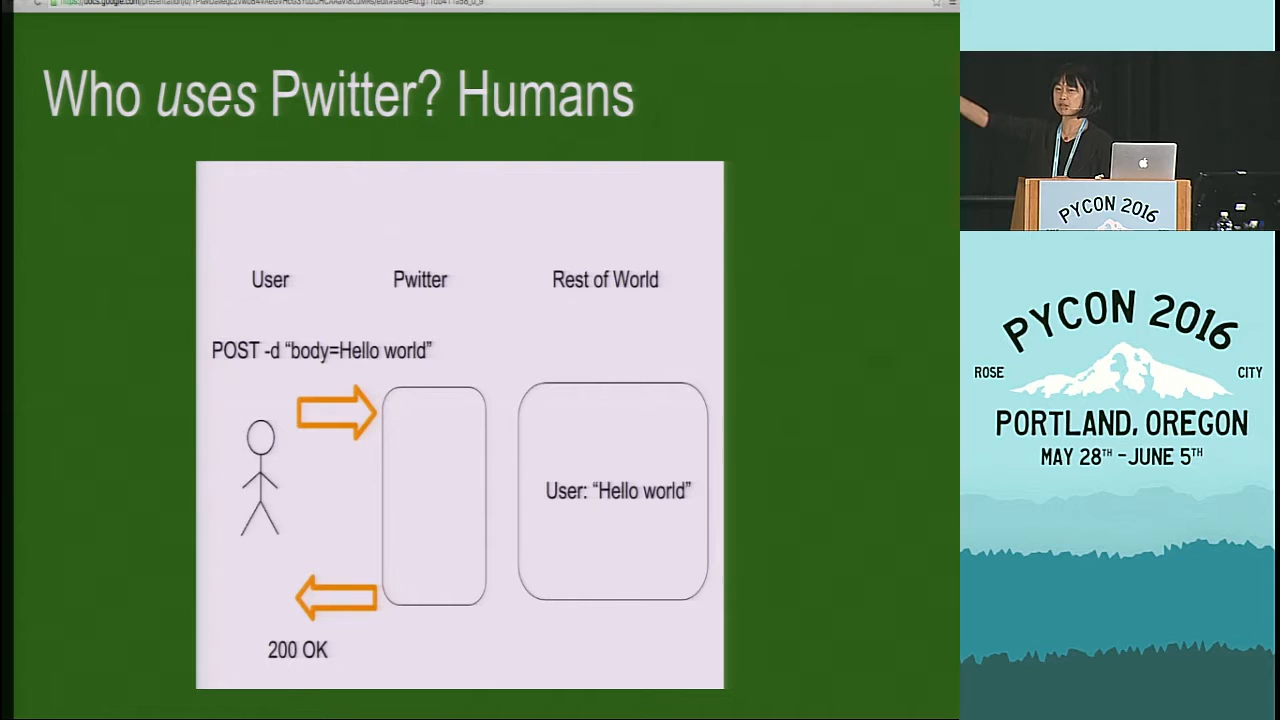 Who uses Pwitter? Humans
User
Pwitter
Rest of World
POST -d “body=Hello world”
User: “Hello world”
200 OK
PYCON 2016
PYCON 2016
ROSE
CITY
PORTLAND, OREGON
MAY 28TH - JUNE 5TH